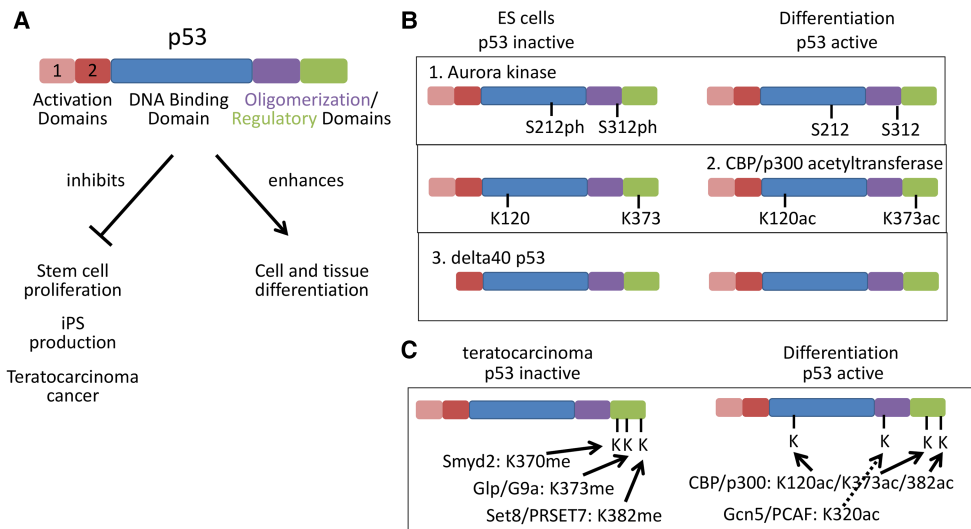 A
p53
1 2
Activation Domains
DNA Binding Domain
Oligomerization/
Regulatory Domains
inhibits
enhances
Stem cell
proliferation
iPS
production
Teratocarcinoma
cancer
Cell and tissue
differentiation
B
ES cells
p53 inactive
Differentiation
p53 active
1. Aurora kinase
S212ph S312ph
S212 S312
2. CBP/p300 acetyltransferase
K120 K373
K120ac K373ac
3. delta40 p53
C
teratocarcinoma
p53 inactive
Differentiation
p53 active
K K K
Smyd2: K370me
Glp/G9a: K373me
Set8/PRSET7: K382me
K K K K
CBP/p300: K120ac/K373ac/382ac
Gcn5/PCAF: K320ac